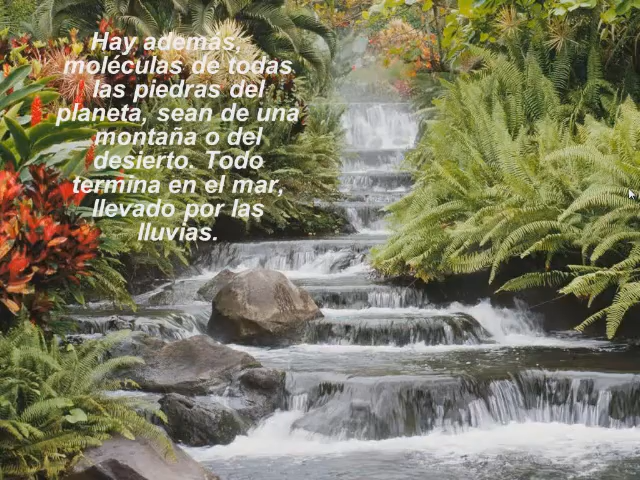 Hay además,
moléculas de todas
las piedras del
planeta, sean de una
montaña o del
desierto. Todo
termina en el mar,
llevado por las
lluvias.